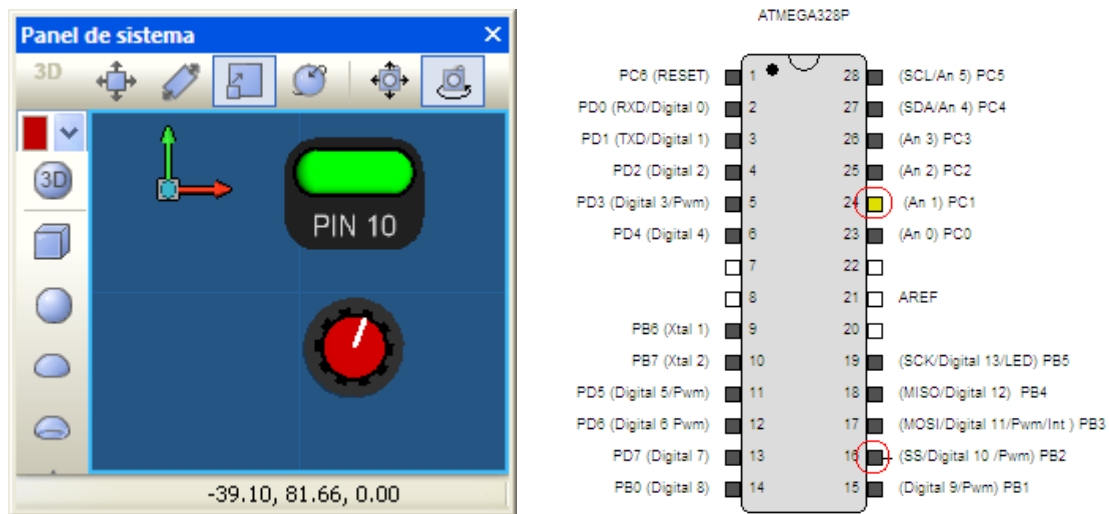 Panel de sistema
3D
3D
PIN 10
-39.10, 81.66, 0.00
ATMEGA328P
PC6 (RESET) 1 28 (SCL/An 5) PC5
PD0 (RXD/Digital 0) 2 27 (SDA/An 4) PC4
PD1 (TXD/Digital 1) 3 26 (An 3) PC3
PD2 (Digital 2) 4 25 (An 2) PC2
PD3 (Digital 3/Pwm) 5 24 (An 1) PC1
PD4 (Digital 4) 6 23 (An 0) PC0
7 22
8 21 AREF
PB6 (Xtal 1) 9 20
PB7 (Xtal 2) 10 19 (SCK/Digital 13/LED) PB5
PD5 (Digital 5/Pwm) 11 18 (MISO/Digital 12) PB4
PD6 (Digital 6 Pwm) 12 17 (MOSI/Digital 11/Pwm/Int ) PB3
PD7 (Digital 7) 13 16 (SS/Digital 10 /Pwm) PB2
PB0 (Digital 8) 14 15 (Digital 9/Pwm) PB1